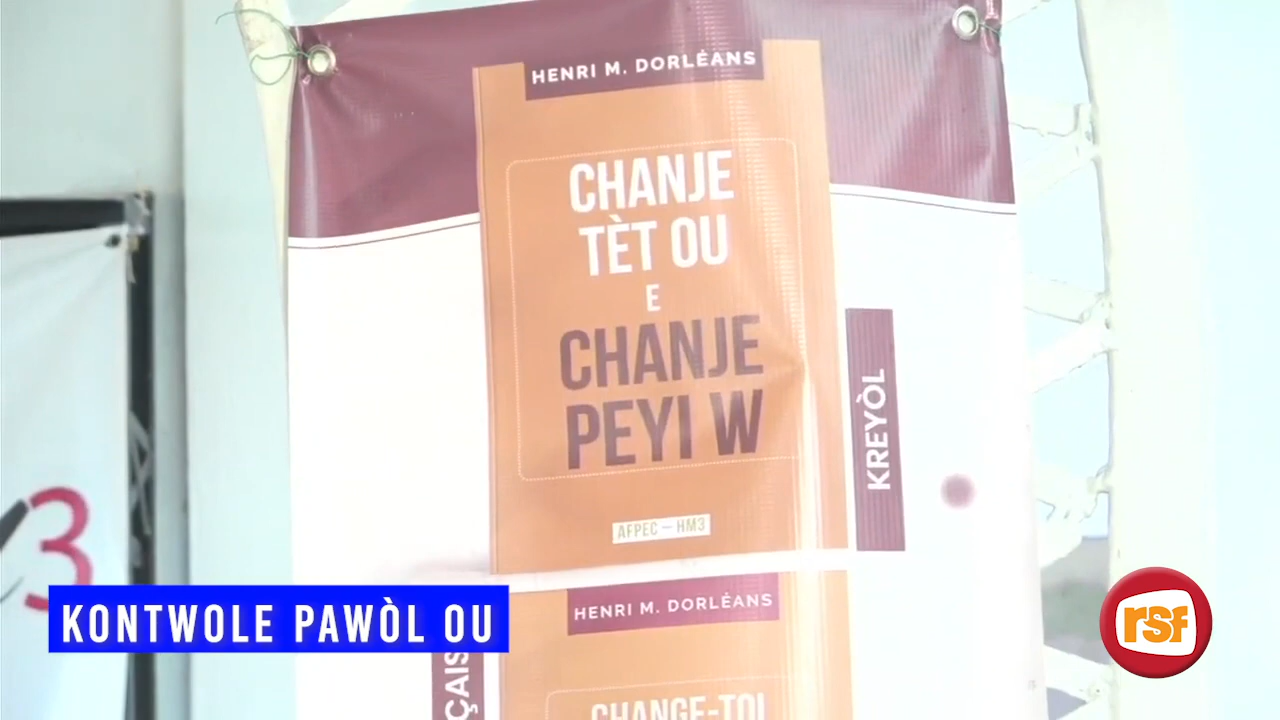 HENRI M. DORLÉANS
CHANJE
TÈT OU
E
CHANJE
PEYI W
KREYÒL
AFPEC – HM3
HENRI M. DORLÉANS
ÇAIS
CHANGE-TOI
3
KONTWOLE PAWÒL OU
rsf